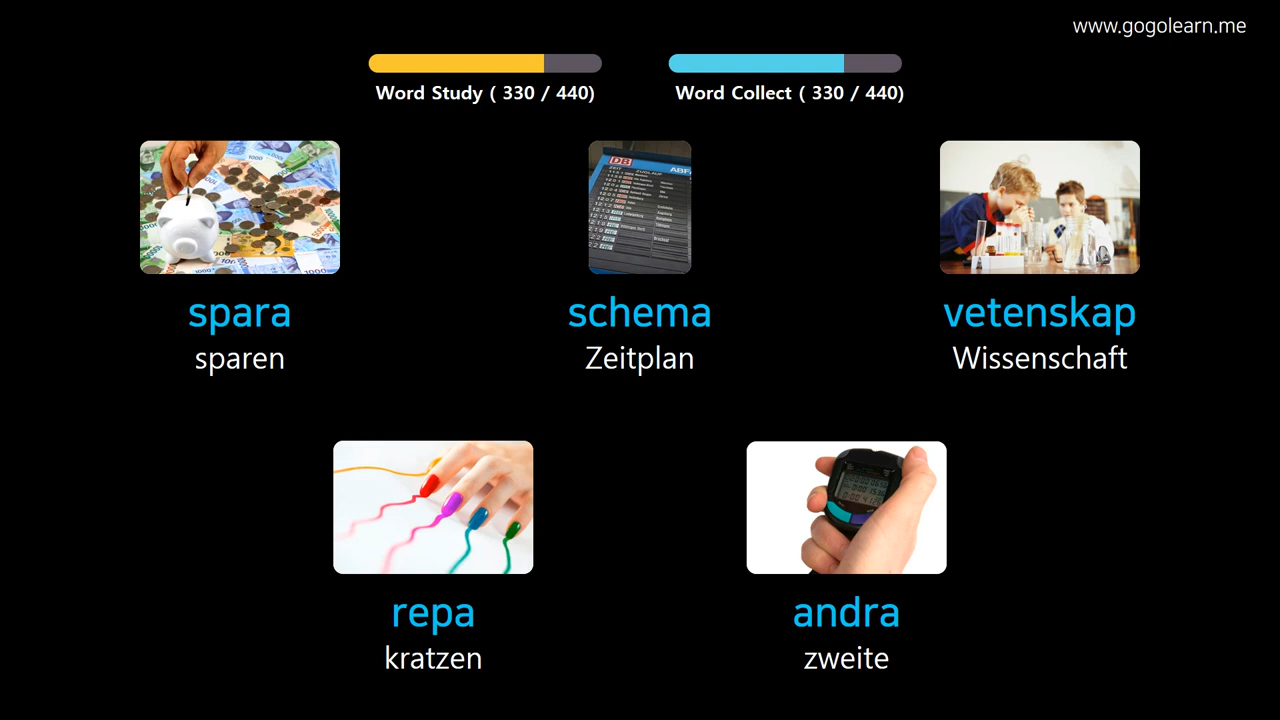 www.gogolearn.me
Word Study ( 330 / 440)
Word Collect ( 330 / 440)
DB
spara
schema
vetenskap
sparen
Zeitplan
Wissenschaft
repa
andra
kratzen
zweite